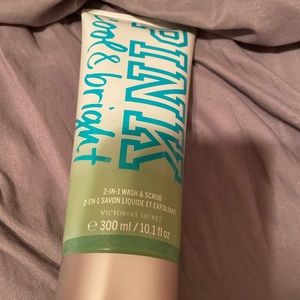 PINK
Cool & bright
2-IN-1 WASH & SCRUB
2-EN-1 SAVON LIQUIDE ET EXFOLIANT
VICTORIA'S SECRET
℮ 300 ml / 10.1 fl oz